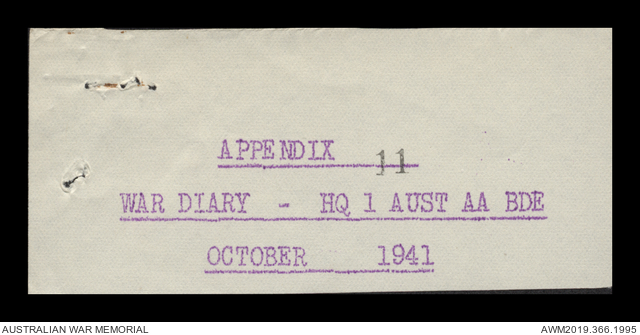 APPENDIX 11
WAR DIARY - HQ 1 AUST AA BDE
OCTOBER 1941
AUSTRALIAN WAR MEMORIAL
AWM2019.366.1995